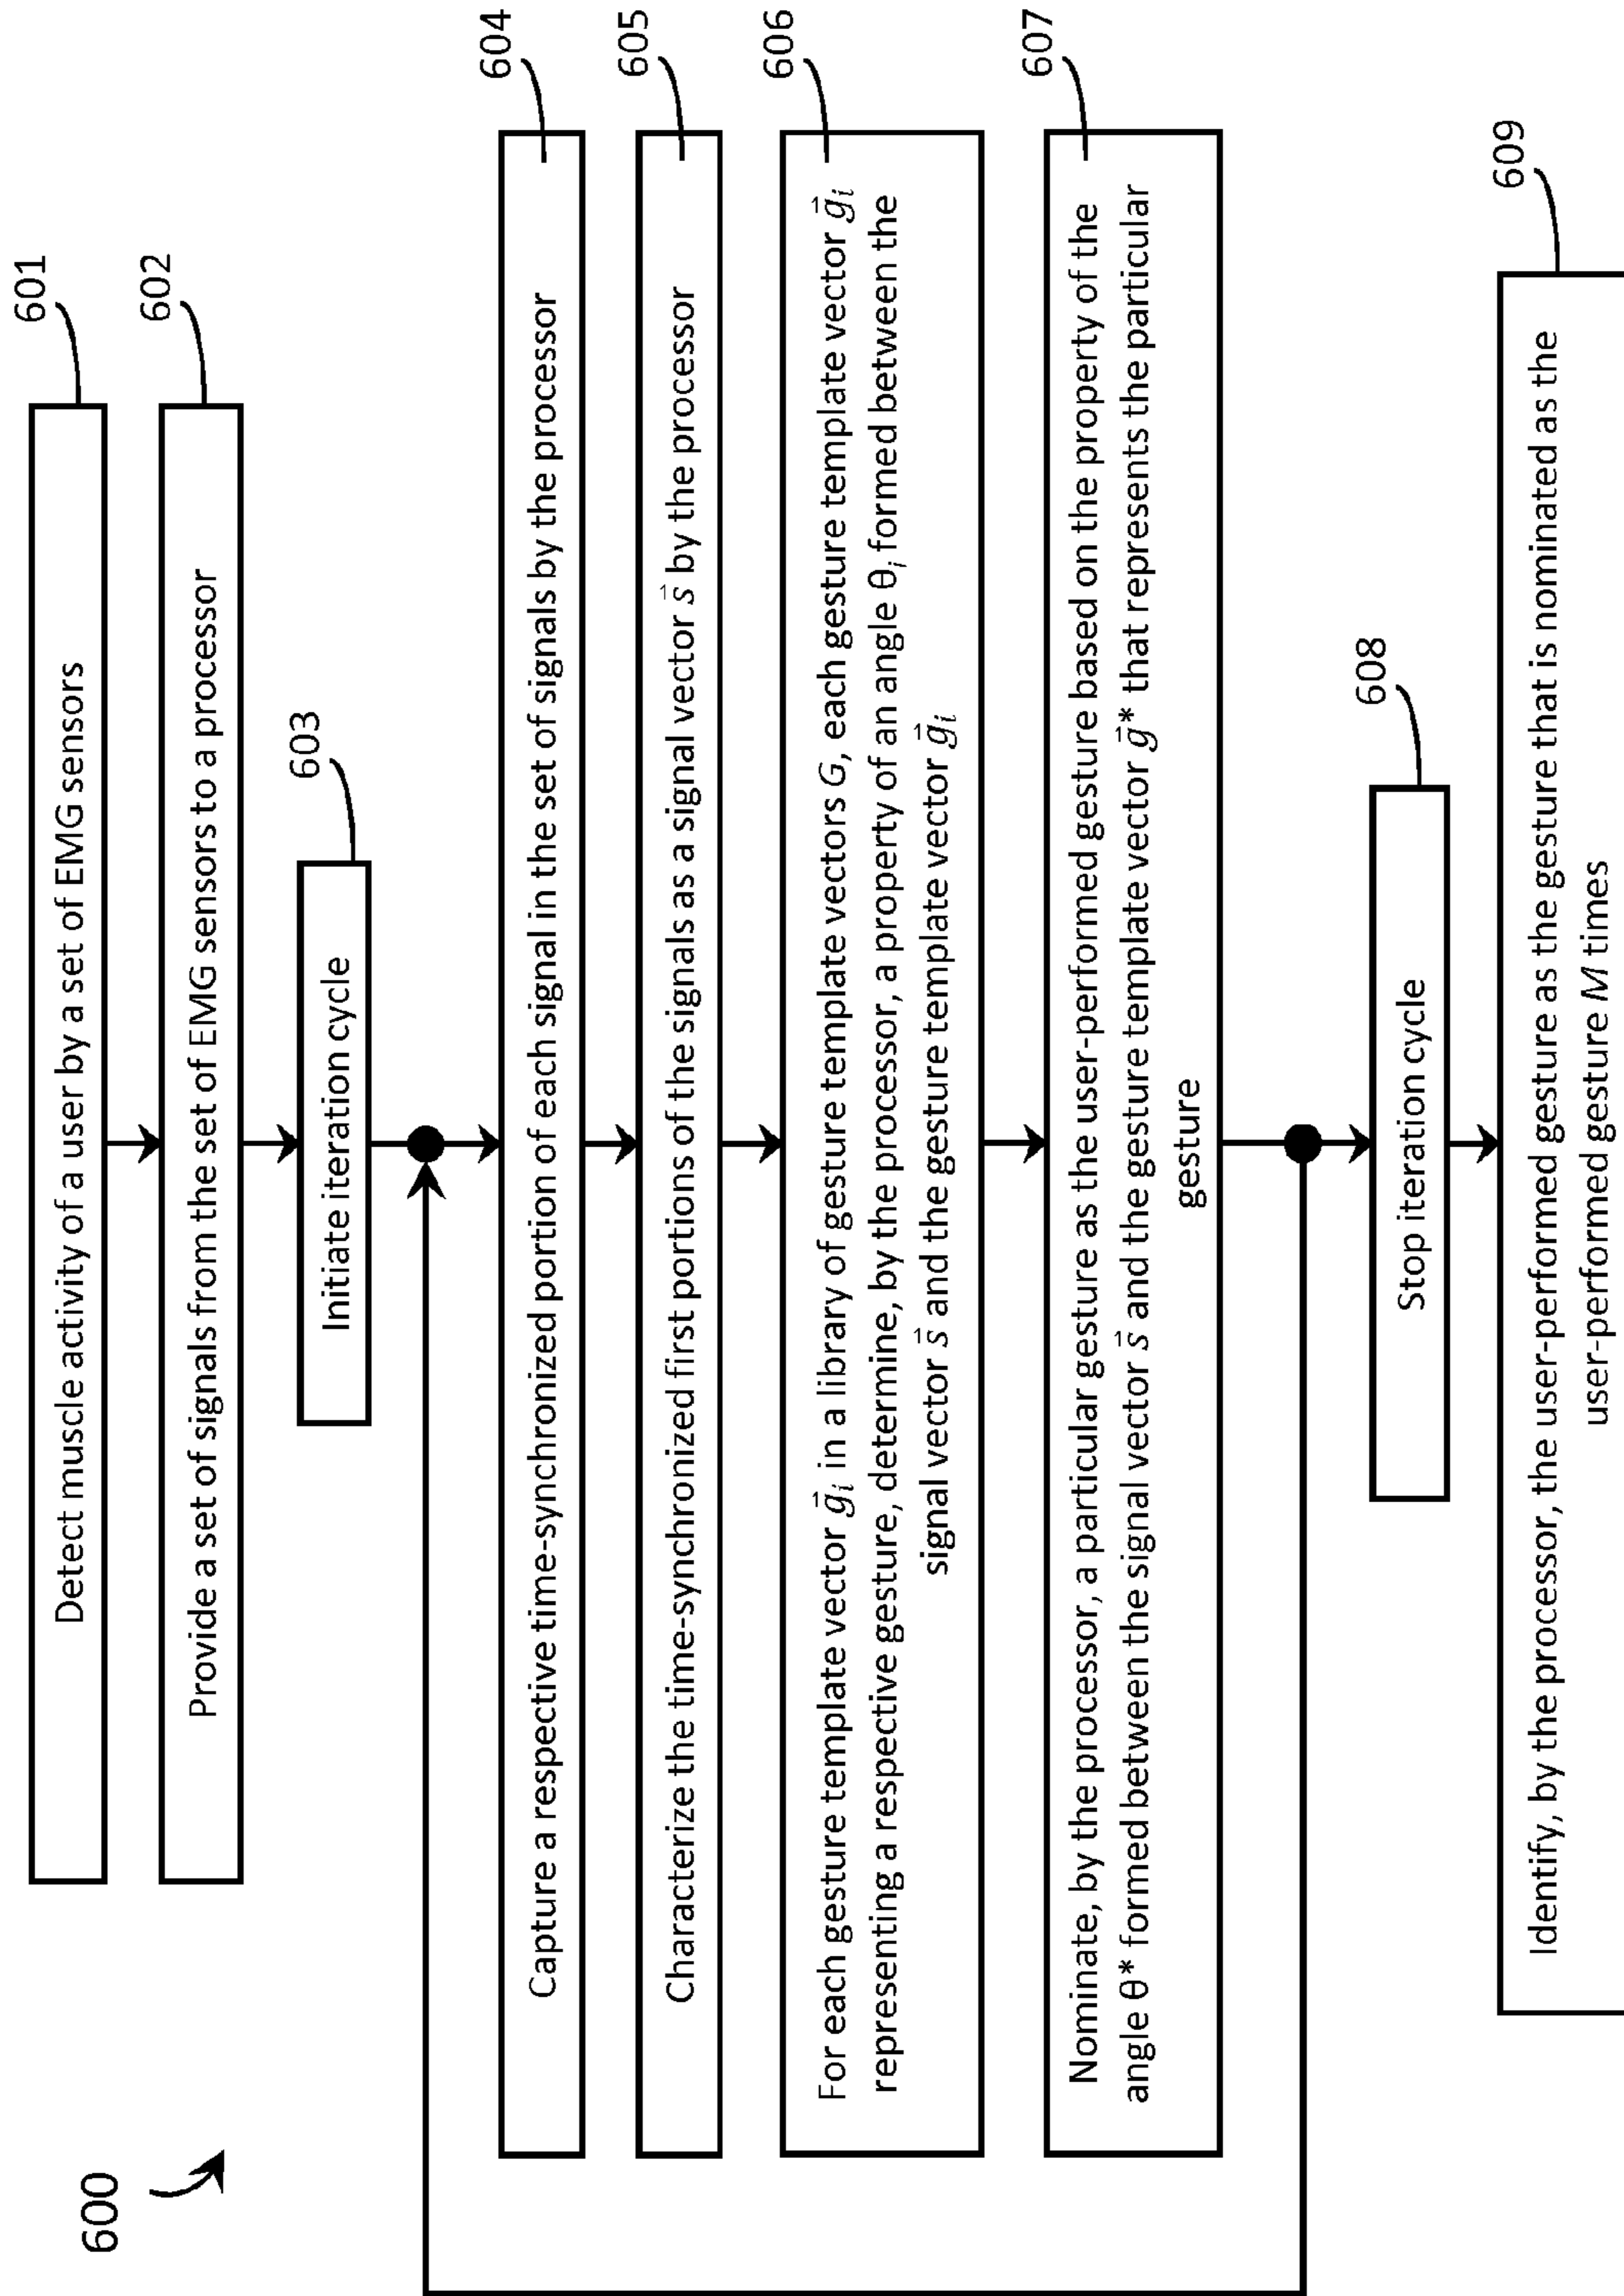 600
601
Detect muscle activity of a user by a set of EMG sensors
602
Provide a set of signals from the set of EMG sensors to a processor
603
Initiate iteration cycle
604
Capture a respective time-synchronized portion of each signal in the set of signals by the processor
605
Characterize the time-synchronized first portions of the signals as a signal vector s⃗ by the processor
606
For each gesture template vector g⃗ᵢ in a library of gesture template vectors G, each gesture template vector g⃗ᵢ
representing a respective gesture, determine, by the processor, a property of an angle θᵢ formed between the
signal vector s⃗ and the gesture template vector g⃗ᵢ
607
Nominate, by the processor, a particular gesture as the user-performed gesture based on the property of the
angle θ* formed between the signal vector s⃗ and the gesture template vector g⃗* that represents the particular
gesture
608
Stop iteration cycle
609
Identify, by the processor, the user-performed gesture as the gesture that is nominated as the
user-performed gesture M times